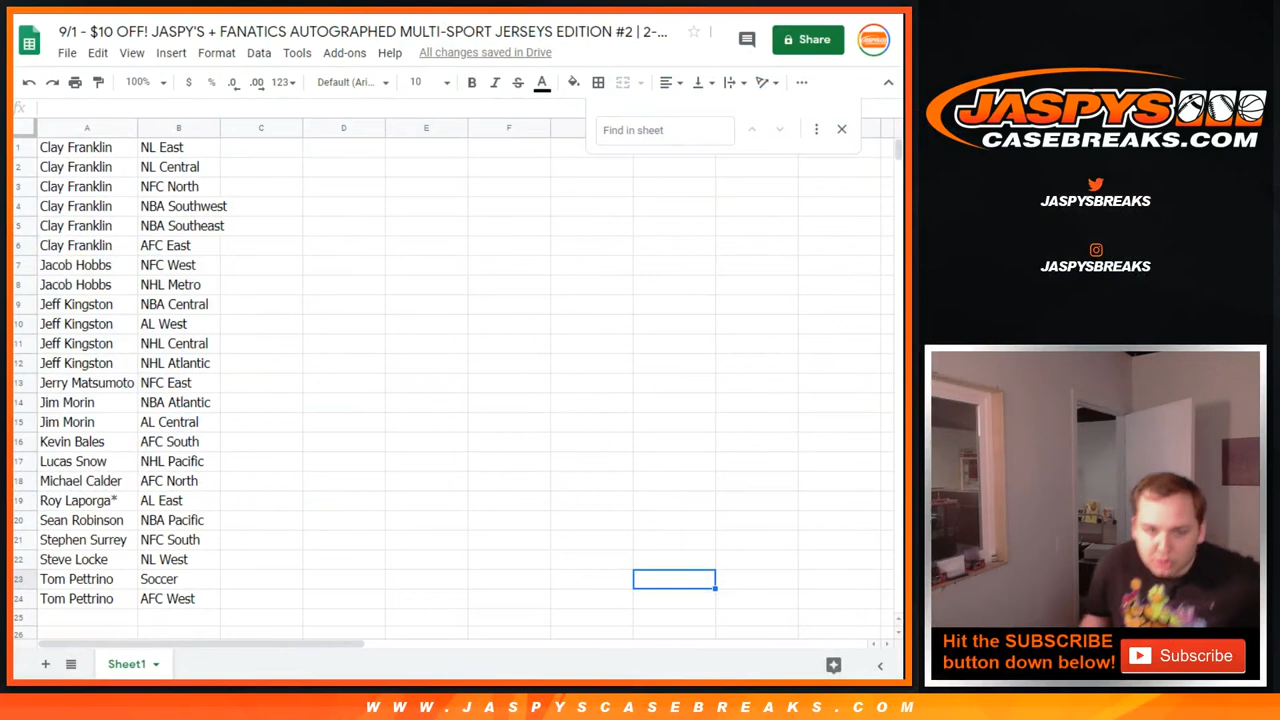 9/1 - $10 OFF! JASPY'S + FANATICS AUTOGRAPHED MULTI-SPORT JERSEYS EDITION #2 | 2-...
File Edit View Insert Format Data Tools Add-ons Help All changes saved in Drive
Share
100% $ % .0 .00 123 Default (Ari... 10 B I S A
fx
Find in sheet
A B C D E F
1 Clay Franklin NL East
2 Clay Franklin NL Central
3 Clay Franklin NFC North
4 Clay Franklin NBA Southwest
5 Clay Franklin NBA Southeast
6 Clay Franklin AFC East
7 Jacob Hobbs NFC West
8 Jacob Hobbs NHL Metro
9 Jeff Kingston NBA Central
10 Jeff Kingston AL West
11 Jeff Kingston NHL Central
12 Jeff Kingston NHL Atlantic
13 Jerry Matsumoto NFC East
14 Jim Morin NBA Atlantic
15 Jim Morin AL Central
16 Kevin Bales AFC South
17 Lucas Snow NHL Pacific
18 Michael Calder AFC North
19 Roy Laporga* AL East
20 Sean Robinson NBA Pacific
21 Stephen Surrey NFC South
22 Steve Locke NL West
23 Tom Pettrino Soccer
24 Tom Pettrino AFC West
25
26
Sheet1
JASPYS
CASEBREAKS.COM
JASPYSBREAKS
JASPYSBREAKS
Hit the SUBSCRIBE
button down below!
Subscribe
WWW.JASPYSCASEBREAKS.COM